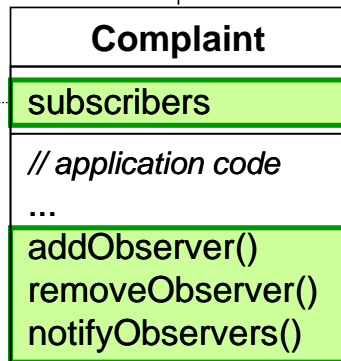 Complaint
subscribers
// application code
...
addObserver()
removeObserver()
notifyObservers()